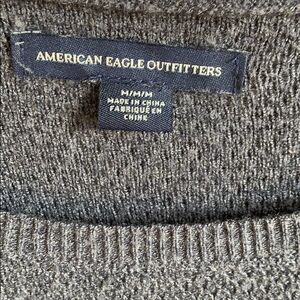 AMERICAN EAGLE OUTFITTERS
M/M/M
MADE IN CHINA
FABRIQUÉ EN
CHINE